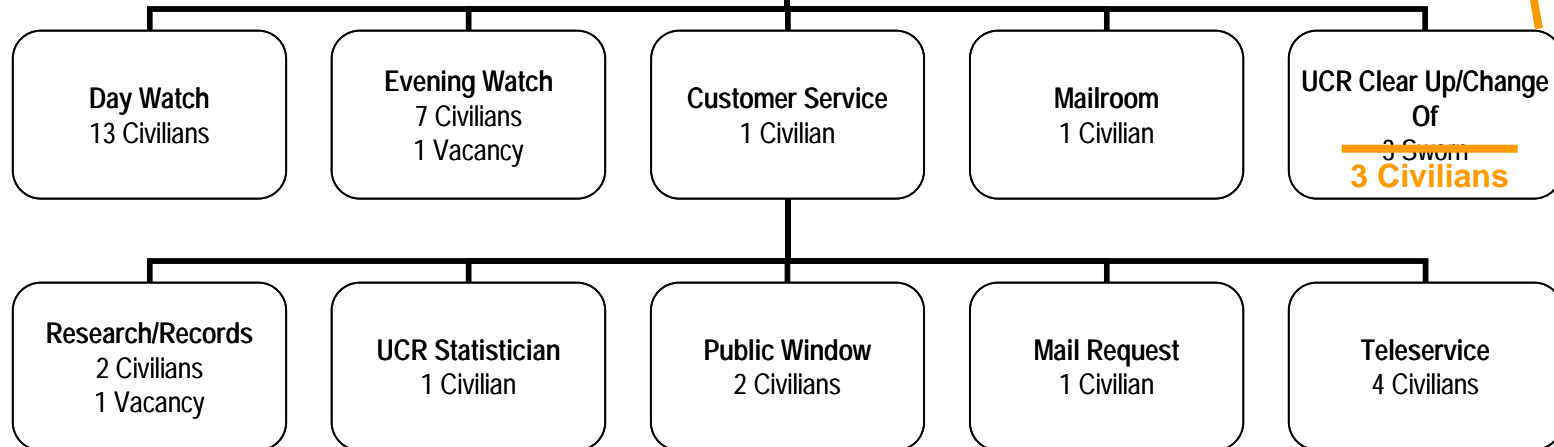 Day Watch
13 Civilians
Evening Watch
7 Civilians
1 Vacancy
Customer Service
1 Civilian
Mailroom
1 Civilian
UCR Clear Up/Change
Of
3 Sworn
3 Civilians
Research/Records
2 Civilians
1 Vacancy
UCR Statistician
1 Civilian
Public Window
2 Civilians
Mail Request
1 Civilian
Teleservice
4 Civilians